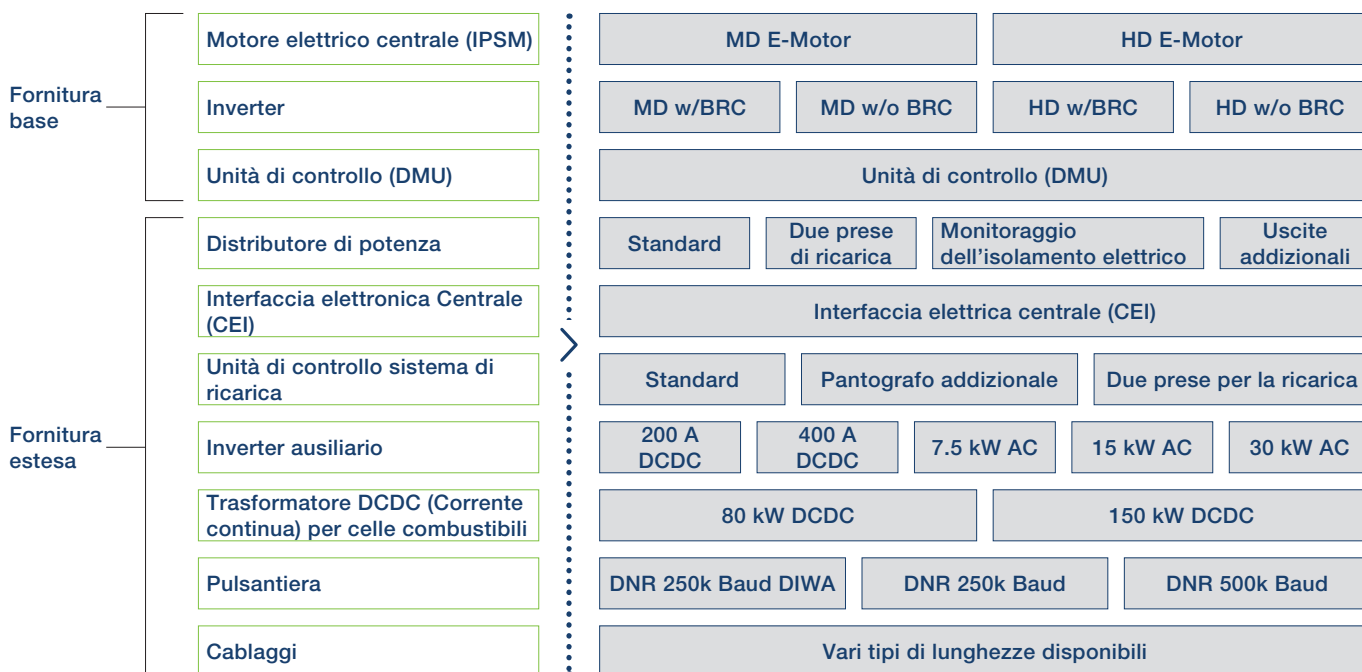 Fornitura
base
Motore elettrico centrale (IPSM)
MD E-Motor
HD E-Motor
Inverter
MD w/BRC
MD w/o BRC
HD w/BRC
HD w/o BRC
Unità di controllo (DMU)
Unità di controllo (DMU)
Fornitura
estesa
Distributore di potenza
Standard
Due prese
di ricarica
Monitoraggio
dell'isolamento elettrico
Uscite
addizionali
Interfaccia elettronica Centrale
(CEI)
Interfaccia elettrica centrale (CEI)
Unità di controllo sistema di
ricarica
Standard
Pantografo addizionale
Due prese per la ricarica
Inverter ausiliario
200 A
DCDC
400 A
DCDC
7.5 kW AC
15 kW AC
30 kW AC
Trasformatore DCDC (Corrente
continua) per celle combustibili
80 kW DCDC
150 kW DCDC
Pulsantiera
DNR 250k Baud DIWA
DNR 250k Baud
DNR 500k Baud
Cablaggi
Vari tipi di lunghezze disponibili